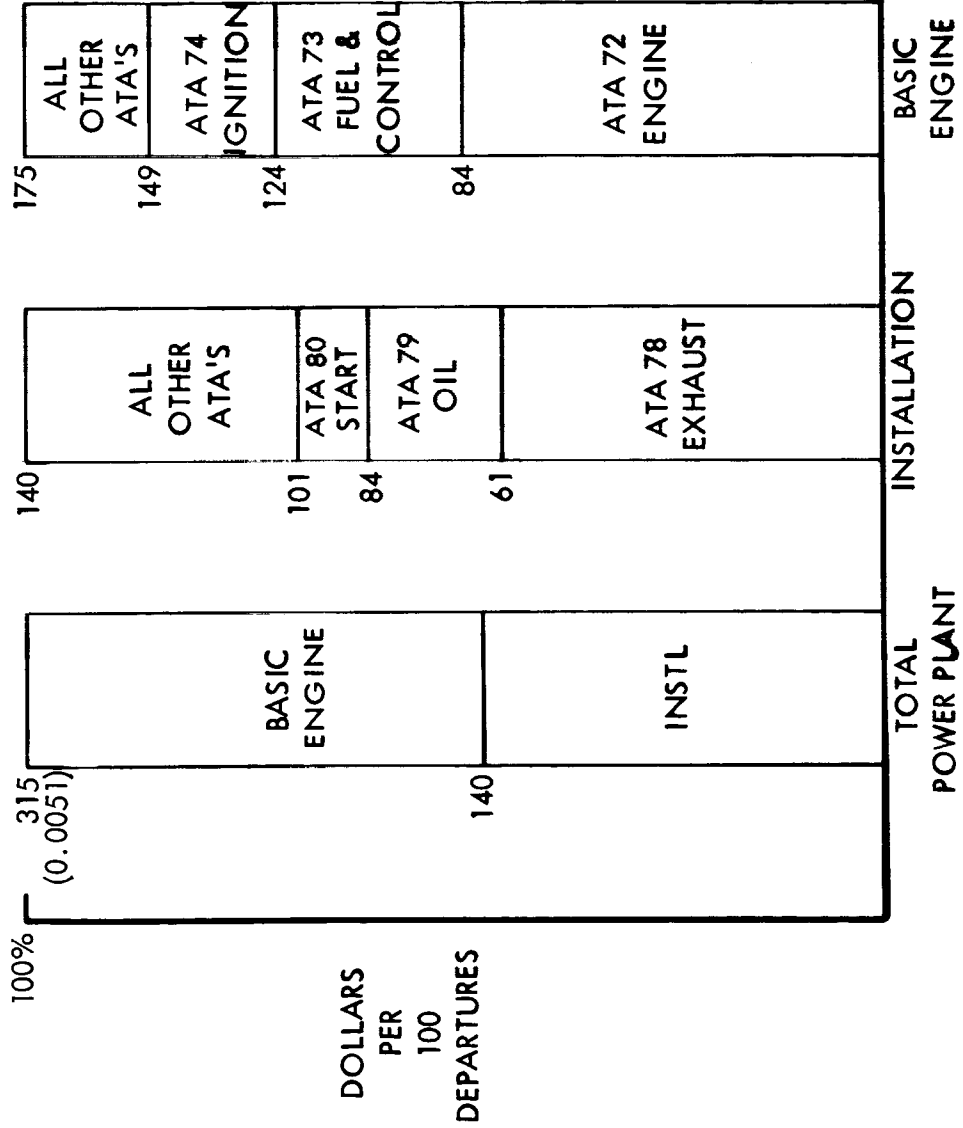 100%
DOLLARS
PER
100
DEPARTURES
315
(0.0051)
BASIC
ENGINE
140
INSTL
TOTAL
POWER PLANT
140
ALL
OTHER
ATA'S
101
ATA 80
START
84
ATA 79
OIL
61
ATA 78
EXHAUST
INSTALLATION
175
ALL
OTHER
ATA'S
149
ATA 74
IGNITION
124
ATA 73
FUEL &
CONTROL
84
ATA 72
ENGINE
BASIC
ENGINE